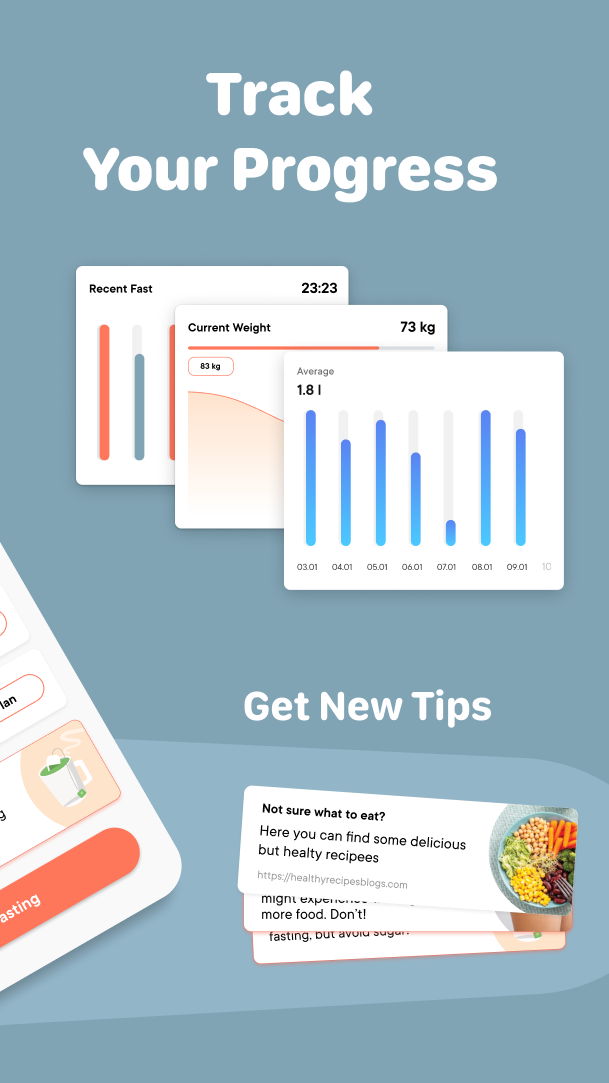 Track
Your Progress
Recent Fast
23:23
Current Weight
73 kg
83 kg
Average
1.8 l
03.01 04.01 05.01 06.01 07.01 08.01 09.01 10
Get New Tips
lan
g
asting
Not sure what to eat?
Here you can find some delicious
but healty recipees
https://healthyrecipesblogs.com
might experience
more food. Don't!
fasting, but avoid sugar.